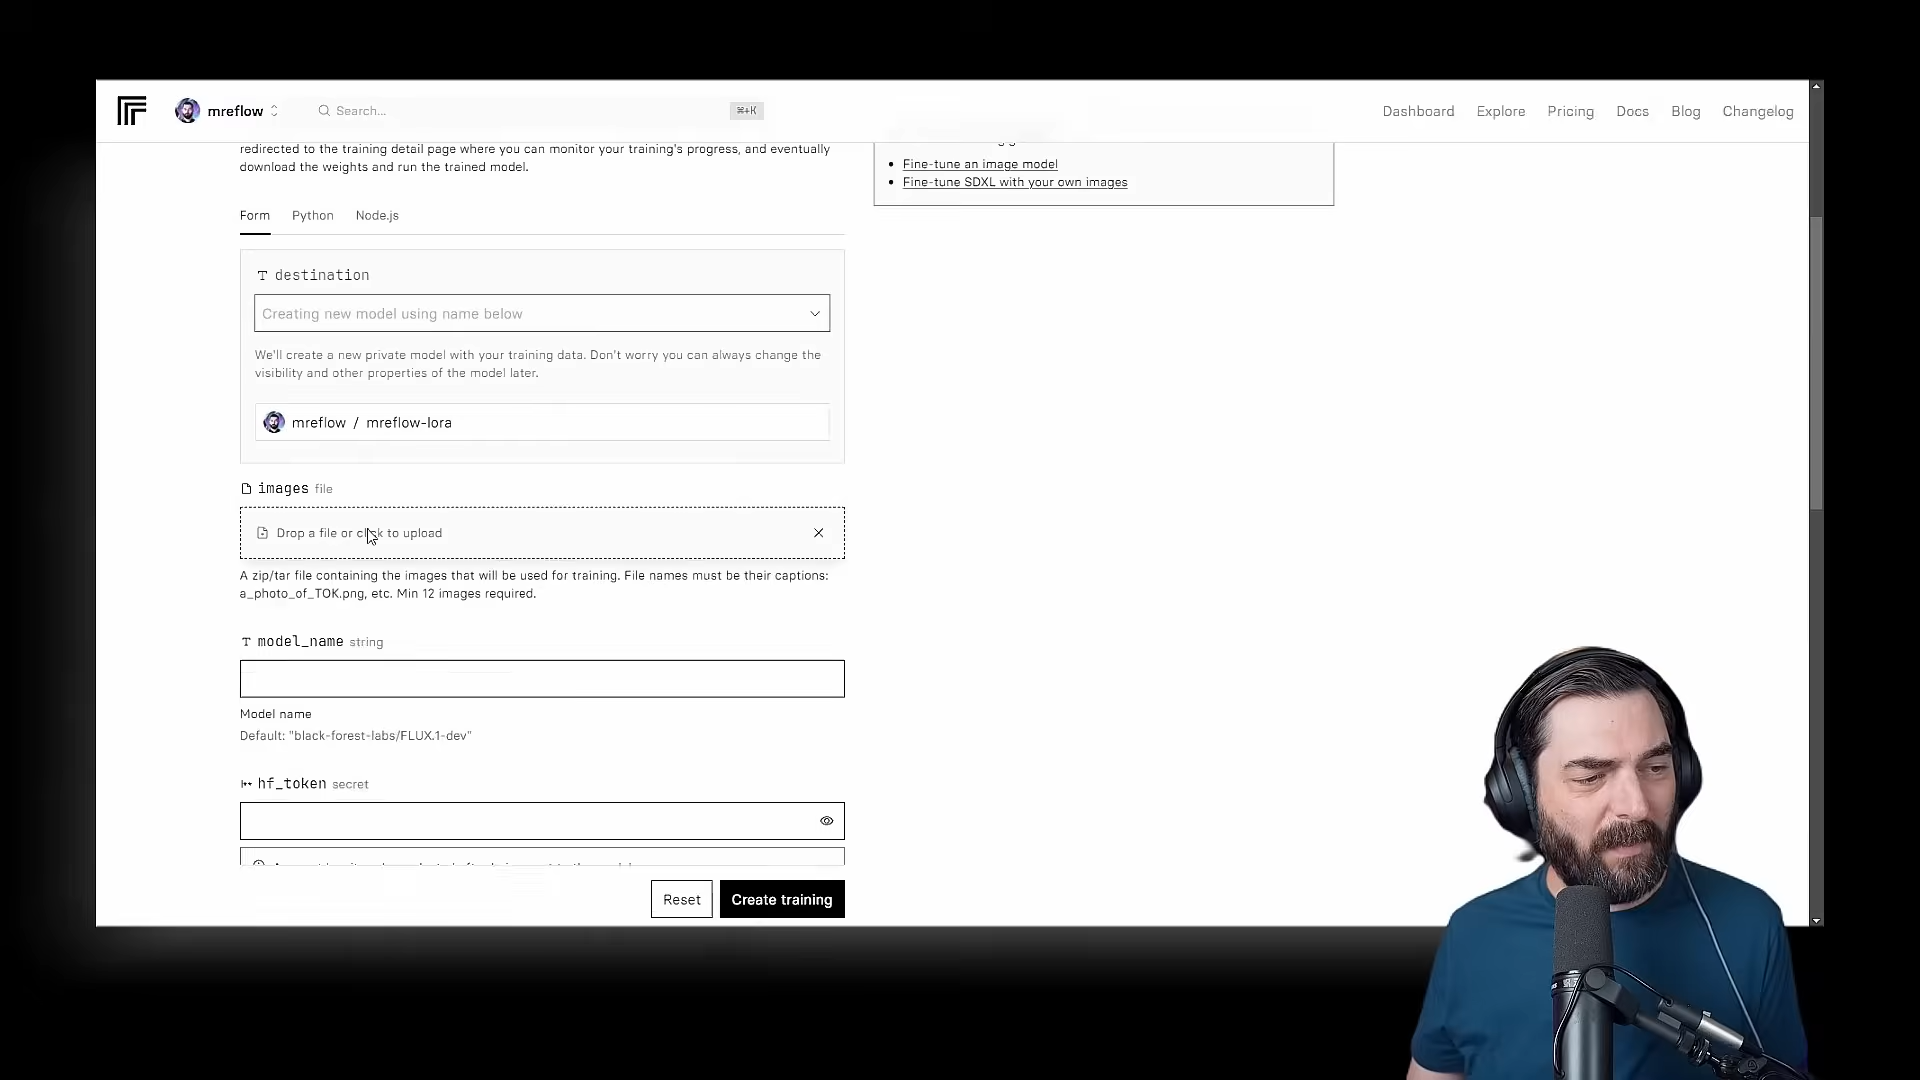 mreflow
Search...
⌘+K
Dashboard
Explore
Pricing
Docs
Blog
Changelog
redirected to the training detail page where you can monitor your training's progress, and eventually
download the weights and run the trained model.
Fine-tune an image model
Fine-tune SDXL with your own images
Form
Python
Node.js
destination
Creating new model using name below
We'll create a new private model with your training data. Don't worry you can always change the
visibility and other properties of the model later.
mreflow / mreflow-lora
images file
Drop a file or click to upload
A zip/tar file containing the images that will be used for training. File names must be their captions:
a_photo_of_TOK.png, etc. Min 12 images required.
model_name string
Model name
Default: "black-forest-labs/FLUX.1-dev"
hf_token secret
Reset
Create training